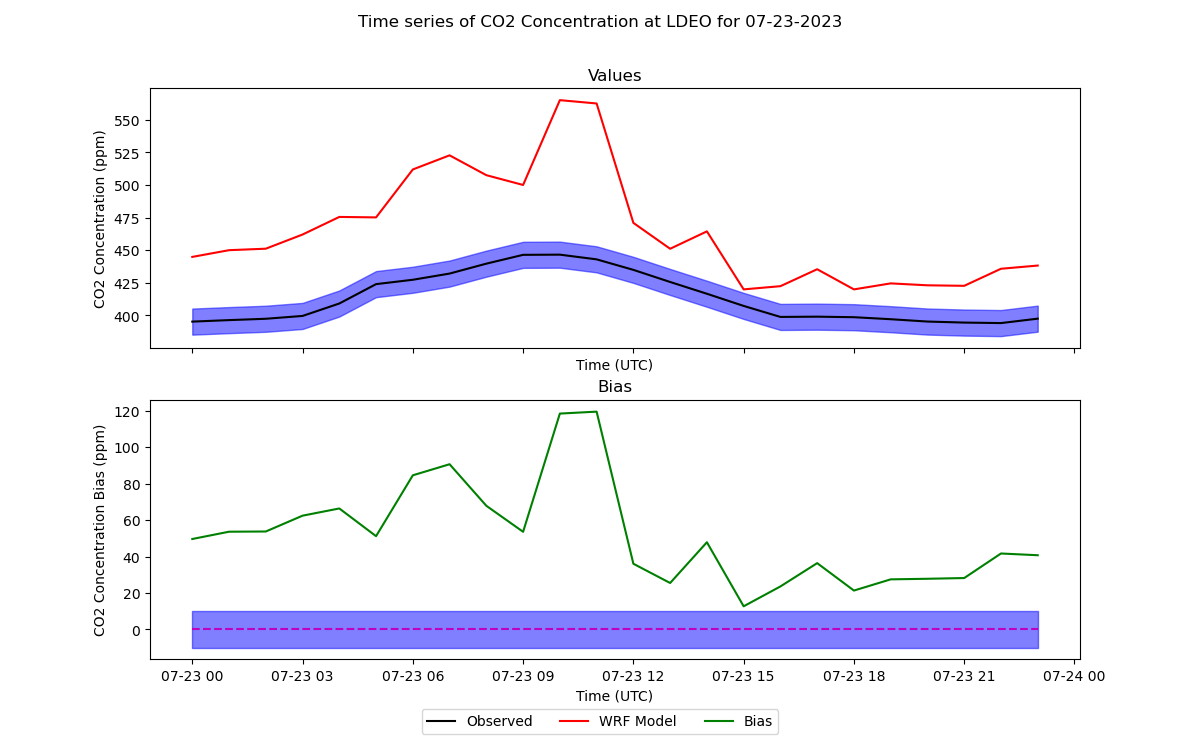 Time series of CO2 Concentration at LDEO for 07-23-2023
Values
CO2 Concentration (ppm)
550
525
500
475
450
425
400
Time (UTC)
Bias
CO2 Concentration Bias (ppm)
120
100
80
60
40
20
0
07-23 00 07-23 03 07-23 06 07-23 09 07-23 12 07-23 15 07-23 18 07-23 21 07-24 00
Time (UTC)
Observed WRF Model Bias